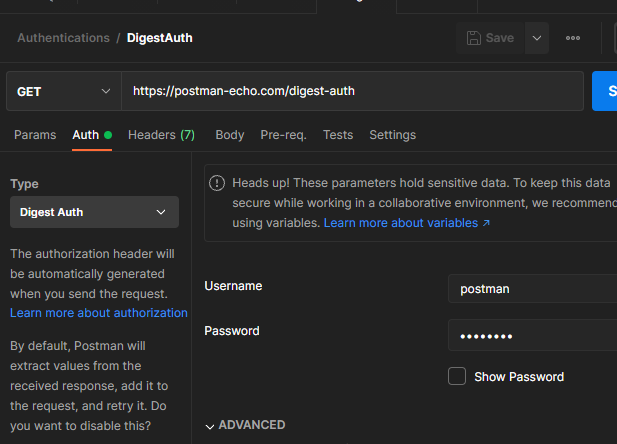 Authentications / DigestAuth
Save
GET
https://postman-echo.com/digest-auth
Params
Auth
Headers (7)
Body
Pre-req.
Tests
Settings
Type
Digest Auth
The authorization header will
be automatically generated
when you send the request.
Learn more about authorization
By default, Postman will
extract values from the
received response, add it to
the request, and retry it. Do
you want to disable this?
Heads up! These parameters hold sensitive data. To keep this data
secure while working in a collaborative environment, we recommend
using variables. Learn more about variables ↗
Username
postman
Password
••••••••
Show Password
ADVANCED